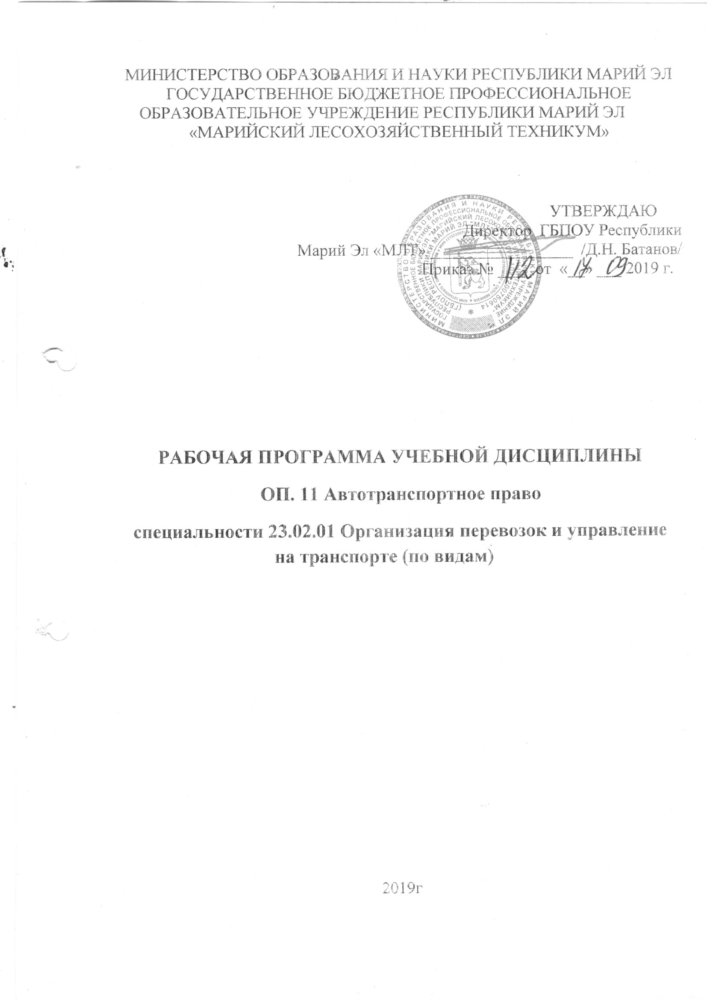 МИНИСТЕРСТВО ОБРАЗОВАНИЯ И НАУКИ РЕСПУБЛИКИ МАРИЙ ЭЛ
ГОСУДАРСТВЕННОЕ БЮДЖЕТНОЕ ПРОФЕССИОНАЛЬНОЕ
ОБРАЗОВАТЕЛЬНОЕ УЧРЕЖДЕНИЕ РЕСПУБЛИКИ МАРИЙ ЭЛ
«МАРИЙСКИЙ ЛЕСОХОЗЯЙСТВЕННЫЙ ТЕХНИКУМ»
УТВЕРЖДАЮ
Директор ГБПОУ Республики
Марий Эл «МЛТ» /Д.Н. Батанов/
Приказ № 112 от «17» 09 2019 г.
РАБОЧАЯ ПРОГРАММА УЧЕБНОЙ ДИСЦИПЛИНЫ
ОП. 11 Автотранспортное право
специальности 23.02.01 Организация перевозок и управление
на транспорте (по видам)
2019г